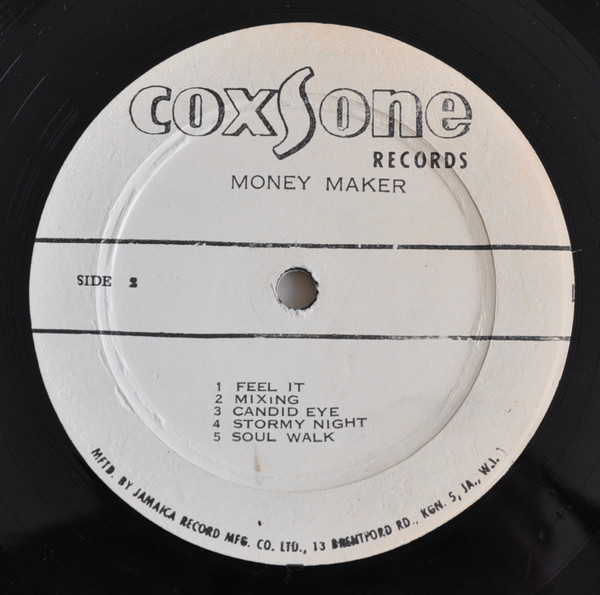 coxsone
RECORDS
MONEY MAKER
SIDE 2
1 FEEL IT
2 MIXiNG
3 CANDID EYE
4 STORMY NIGHT
5 SOUL WALK
MFTD. BY JAMAICA RECORD MFG. CO. LTD., 13 BRENTFORD RD., KGN. 5, JA., W.I. )